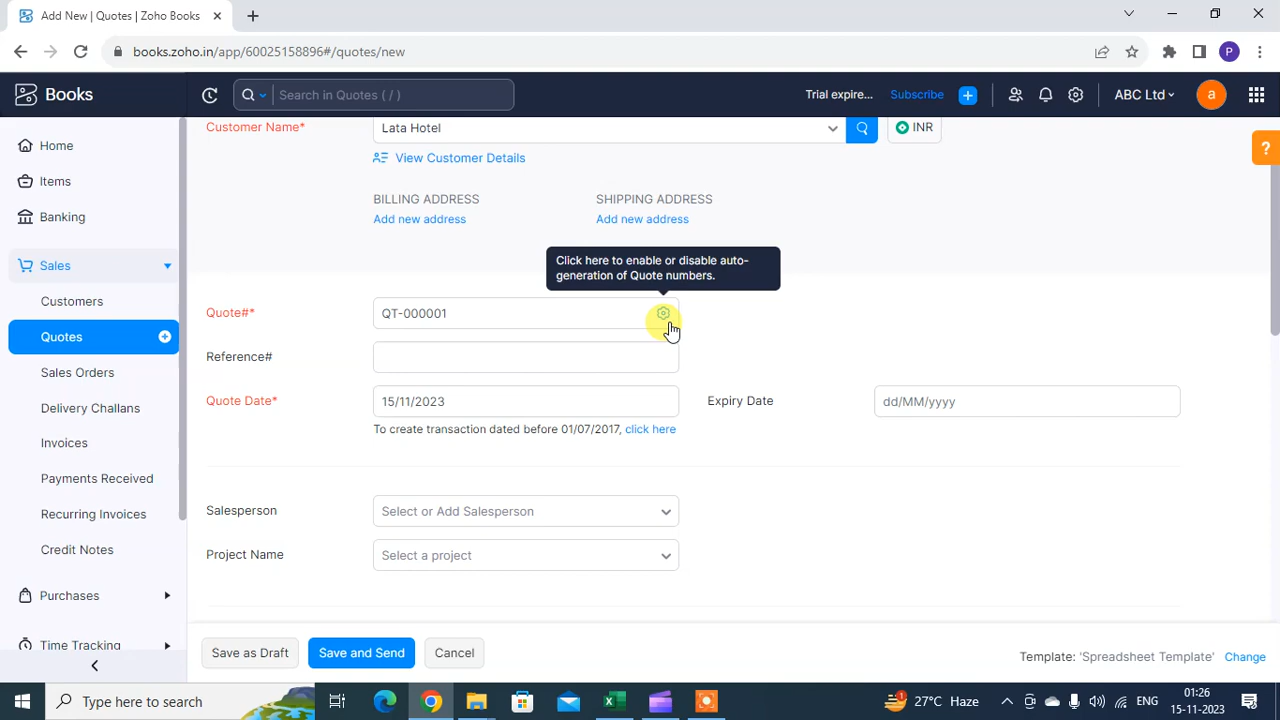 Add New | Quotes | Zoho Books
books.zoho.in/app/60025158896#/quotes/new
P
Books
Search in Quotes ( / )
Trial expire...
Subscribe
ABC Ltd
a
Home
Items
Banking
Sales
Customers
Quotes
Sales Orders
Delivery Challans
Invoices
Payments Received
Recurring Invoices
Credit Notes
Purchases
Time Tracking
Customer Name*
Lata Hotel
INR
View Customer Details
BILLING ADDRESS
SHIPPING ADDRESS
Add new address
Add new address
Click here to enable or disable auto-
generation of Quote numbers.
Quote#*
QT-000001
Reference#
Quote Date*
15/11/2023
Expiry Date
dd/MM/yyyy
To create transaction dated before 01/07/2017, click here
Salesperson
Select or Add Salesperson
Project Name
Select a project
Save as Draft
Save and Send
Cancel
Template: 'Spreadsheet Template'
Change
?
Type here to search
1
27°C Haze
ENG
01:26
15-11-2023